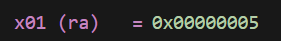 x01 (ra)   = 0x00000005